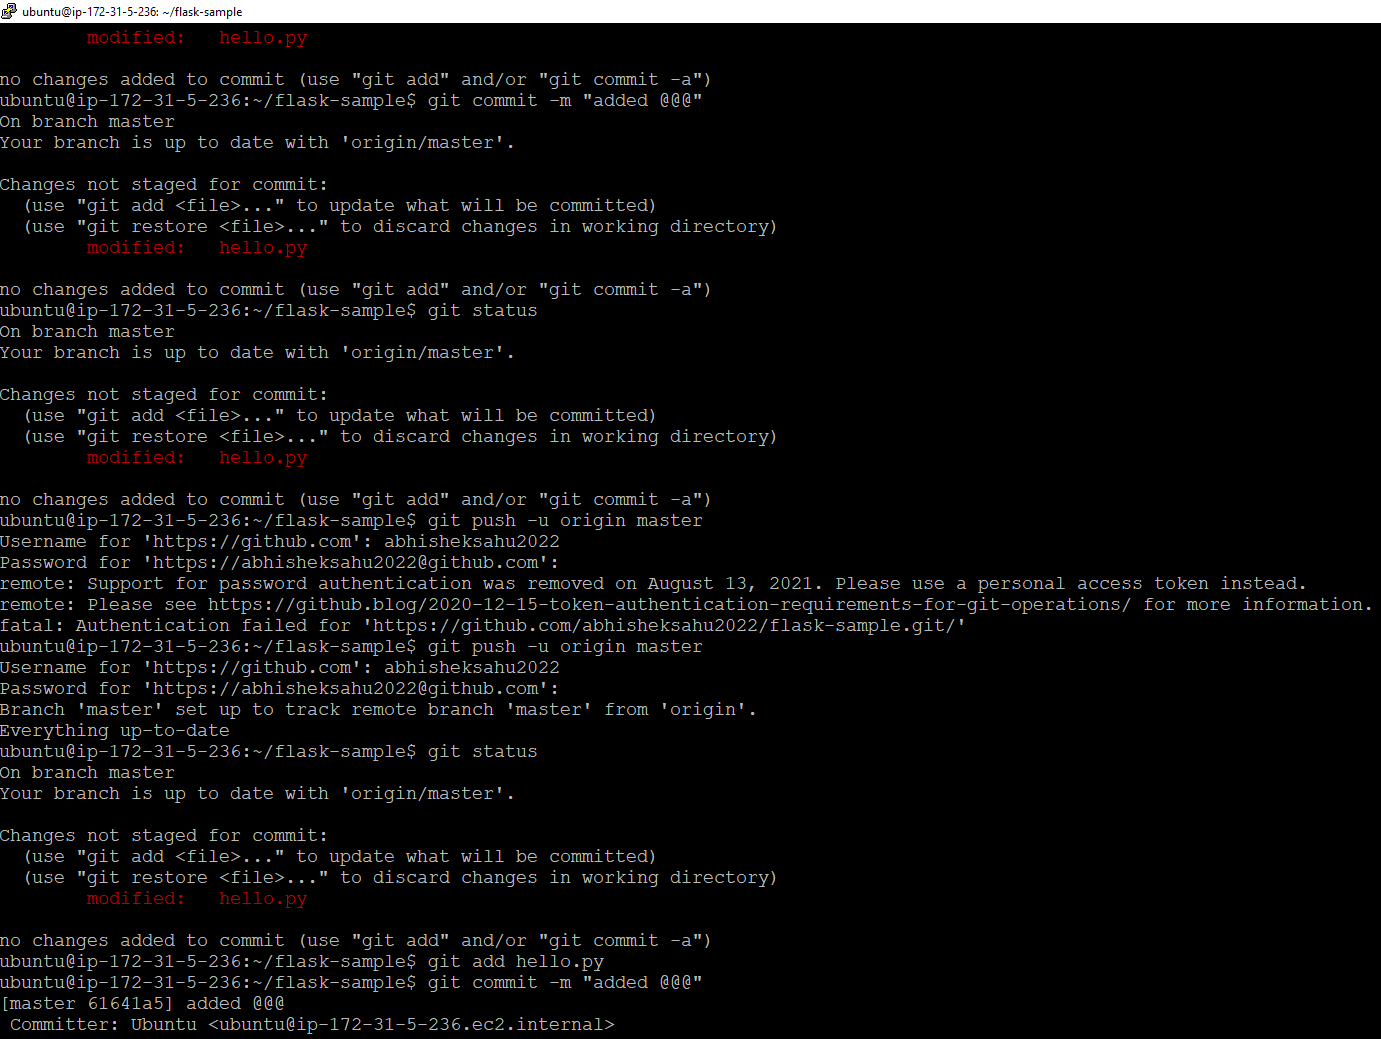 ubuntu@ip-172-31-5-236: ~/flask-sample
modified:   hello.py
no changes added to commit (use "git add" and/or "git commit -a")
ubuntu@ip-172-31-5-236:~/flask-sample$ git commit -m "added @@@"
On branch master
Your branch is up to date with 'origin/master'.
Changes not staged for commit:
(use "git add <file>..." to update what will be committed)
(use "git restore <file>..." to discard changes in working directory)
modified:   hello.py
no changes added to commit (use "git add" and/or "git commit -a")
ubuntu@ip-172-31-5-236:~/flask-sample$ git status
On branch master
Your branch is up to date with 'origin/master'.
Changes not staged for commit:
(use "git add <file>..." to update what will be committed)
(use "git restore <file>..." to discard changes in working directory)
modified:   hello.py
no changes added to commit (use "git add" and/or "git commit -a")
ubuntu@ip-172-31-5-236:~/flask-sample$ git push -u origin master
Username for 'https://github.com': abhisheksahu2022
Password for 'https://abhisheksahu2022@github.com':
remote: Support for password authentication was removed on August 13, 2021. Please use a personal access token instead.
remote: Please see https://github.blog/2020-12-15-token-authentication-requirements-for-git-operations/ for more information.
fatal: Authentication failed for 'https://github.com/abhisheksahu2022/flask-sample.git/'
ubuntu@ip-172-31-5-236:~/flask-sample$ git push -u origin master
Username for 'https://github.com': abhisheksahu2022
Password for 'https://abhisheksahu2022@github.com':
Branch 'master' set up to track remote branch 'master' from 'origin'.
Everything up-to-date
ubuntu@ip-172-31-5-236:~/flask-sample$ git status
On branch master
Your branch is up to date with 'origin/master'.
Changes not staged for commit:
(use "git add <file>..." to update what will be committed)
(use "git restore <file>..." to discard changes in working directory)
modified:   hello.py
no changes added to commit (use "git add" and/or "git commit -a")
ubuntu@ip-172-31-5-236:~/flask-sample$ git add hello.py
ubuntu@ip-172-31-5-236:~/flask-sample$ git commit -m "added @@@"
[master 61641a5] added @@@
Committer: Ubuntu <ubuntu@ip-172-31-5-236.ec2.internal>